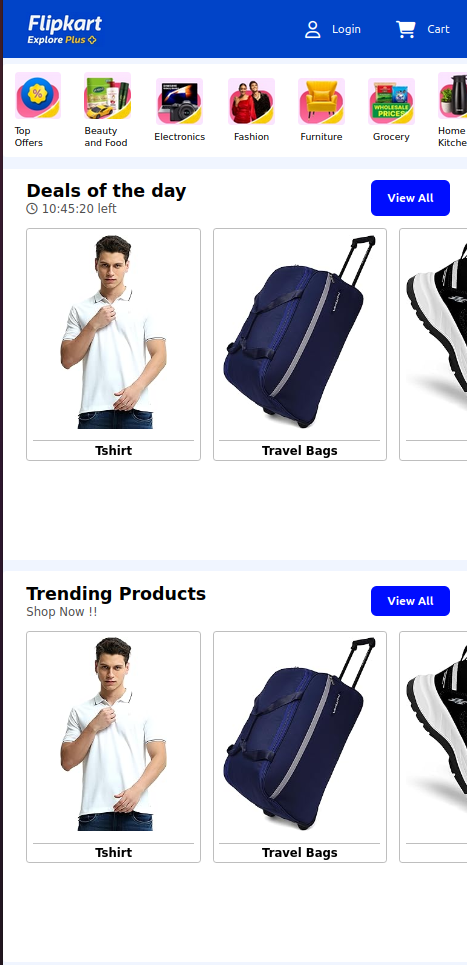 Flipkart
Explore Plus
Login
Cart
Top
Offers
Beauty
and Food
Electronics
Fashion
Furniture
WHOLESALE
PRICES
Grocery
Home
Kitche
Deals of the day
10:45:20 left
View All
Tshirt
Travel Bags
Trending Products
Shop Now !!
View All
Tshirt
Travel Bags